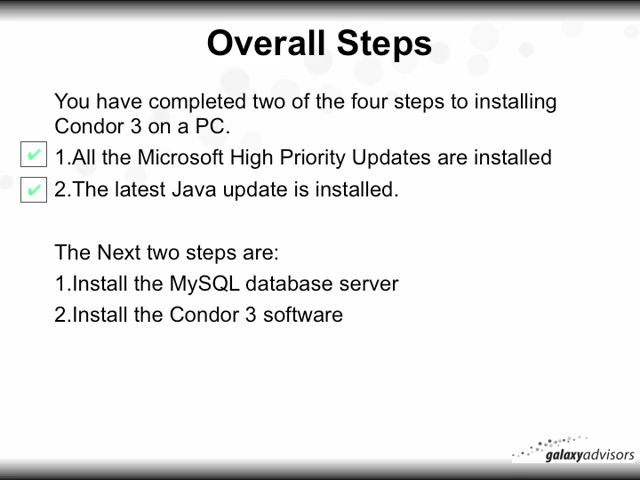 Overall Steps
You have completed two of the four steps to installing
Condor 3 on a PC.
1.All the Microsoft High Priority Updates are installed
2.The latest Java update is installed.
The Next two steps are:
1.Install the MySQL database server
2.Install the Condor 3 software
galaxyadvisors